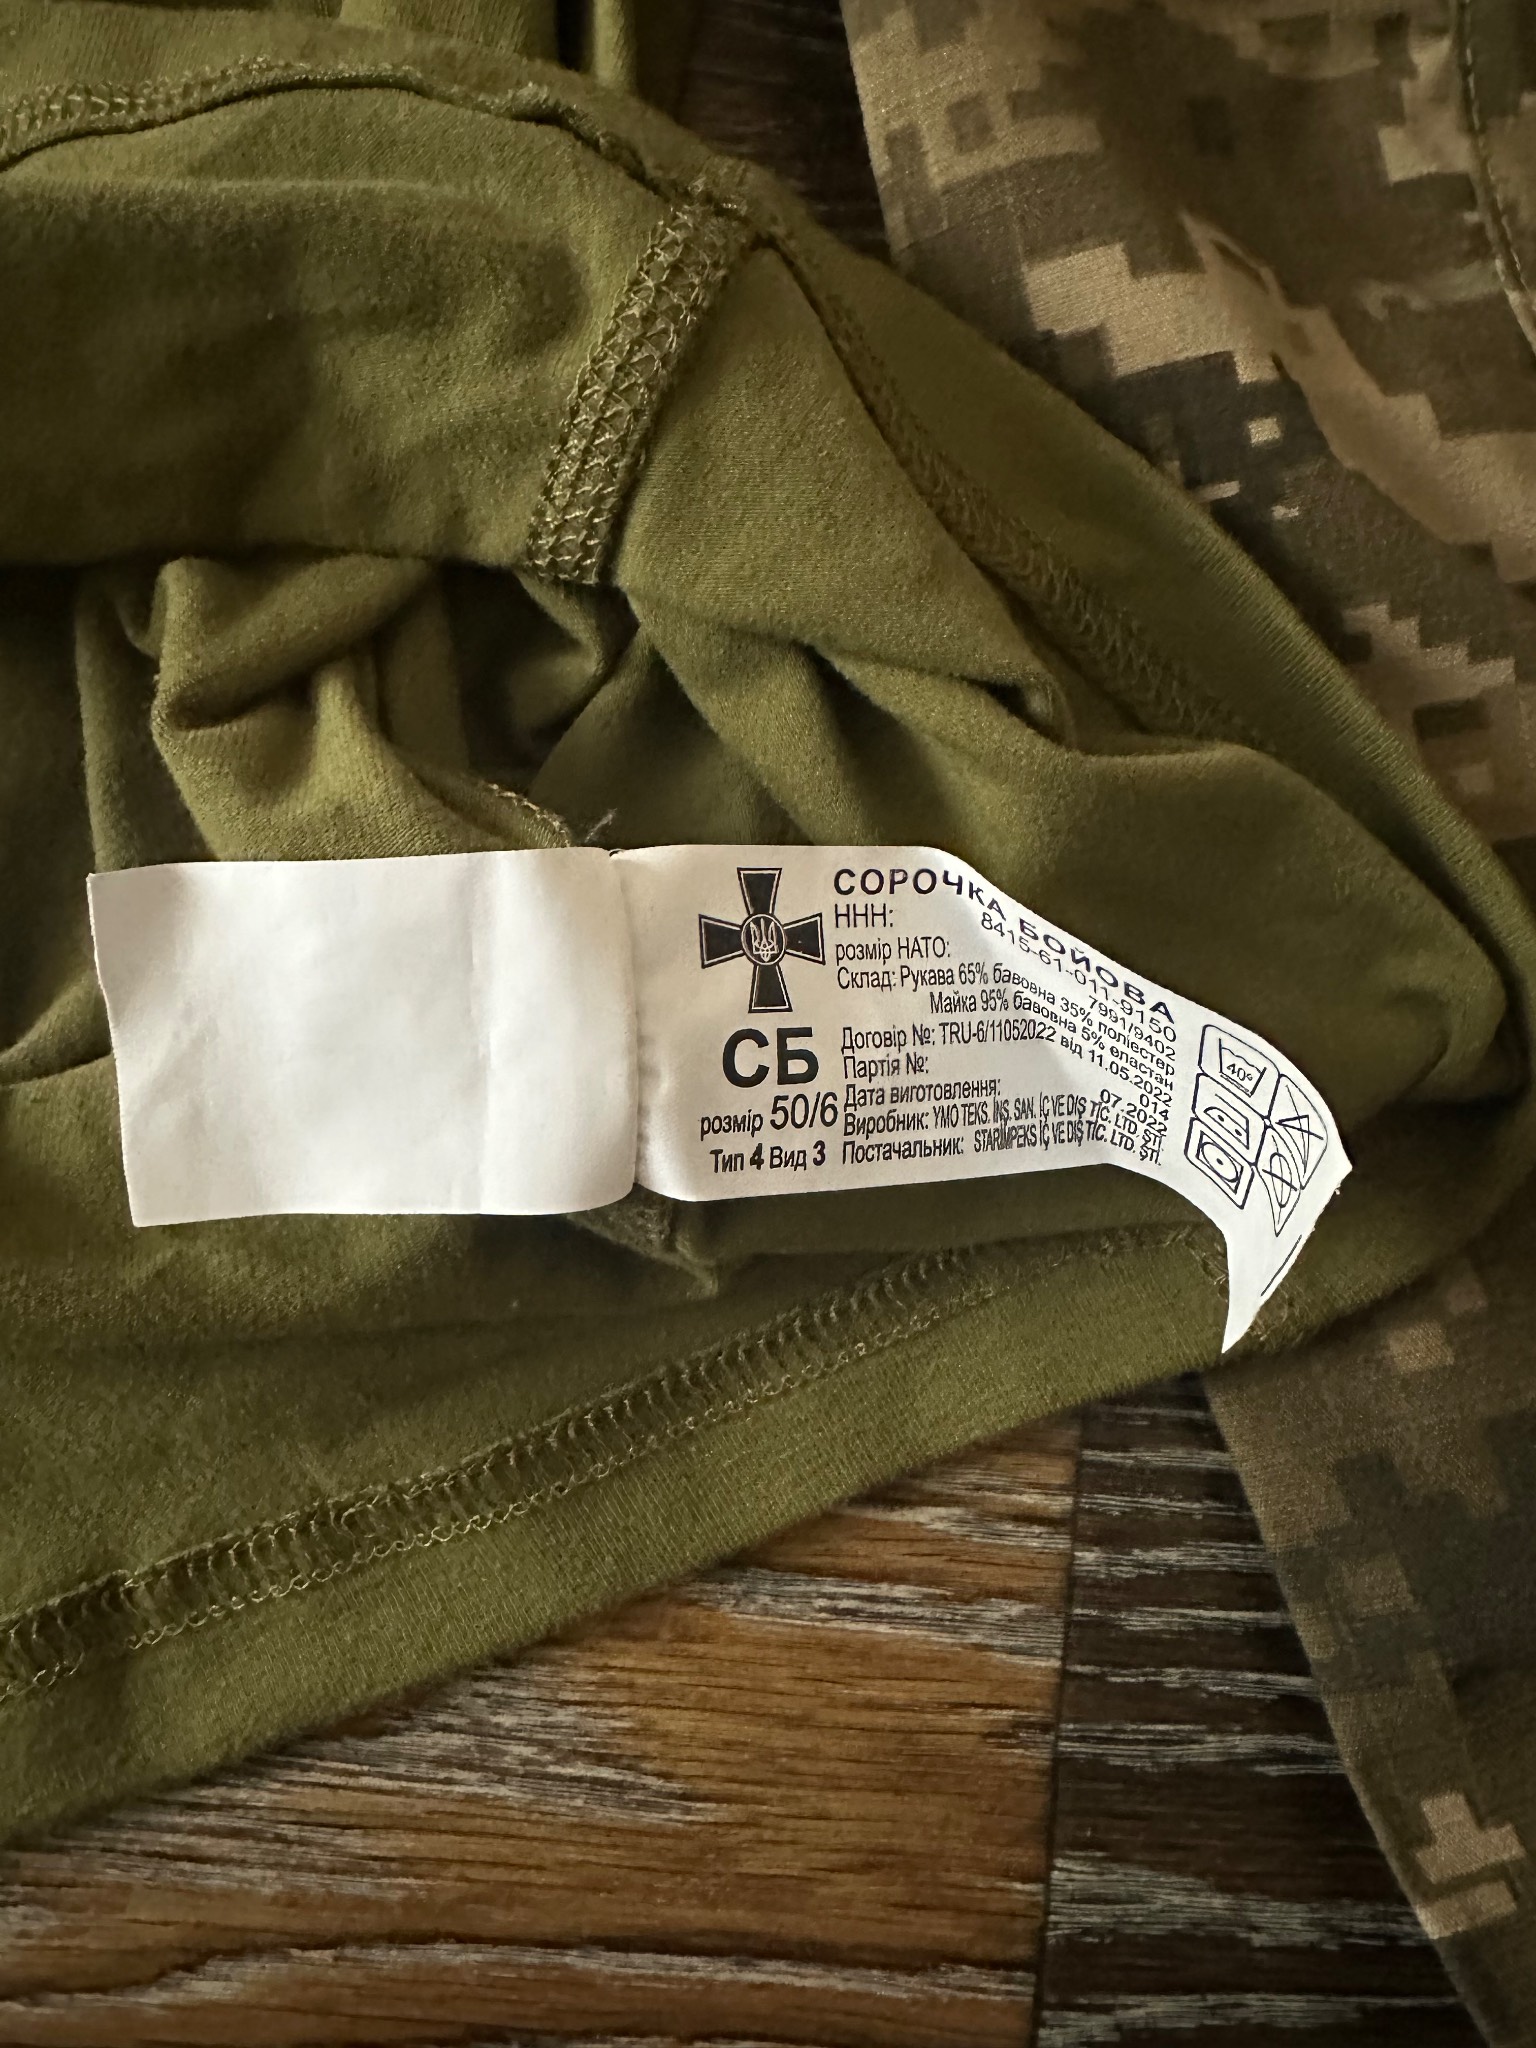 СОРОЧКА БОЙОВА
ННН: 8415-61-011-9150
розмір НАТО: 7991/9402
Склад: Рукава 65% бавовна 35% поліестер
Майка 95% бавовна 5% еластан
Договір №: TRU-6/11052022 від 11.05.2022
Партія №: 014
Дата виготовлення: 07.2022
Виробник: YMO TEKS. İNŞ. SAN. İÇ VE DIŞ TİC. LTD. ŞTİ.
Постачальник: STARİMPEKS İÇ VE DIŞ TİC. LTD. ŞTİ.
СБ
розмір 50/6
Тип 4 Вид 3
40°